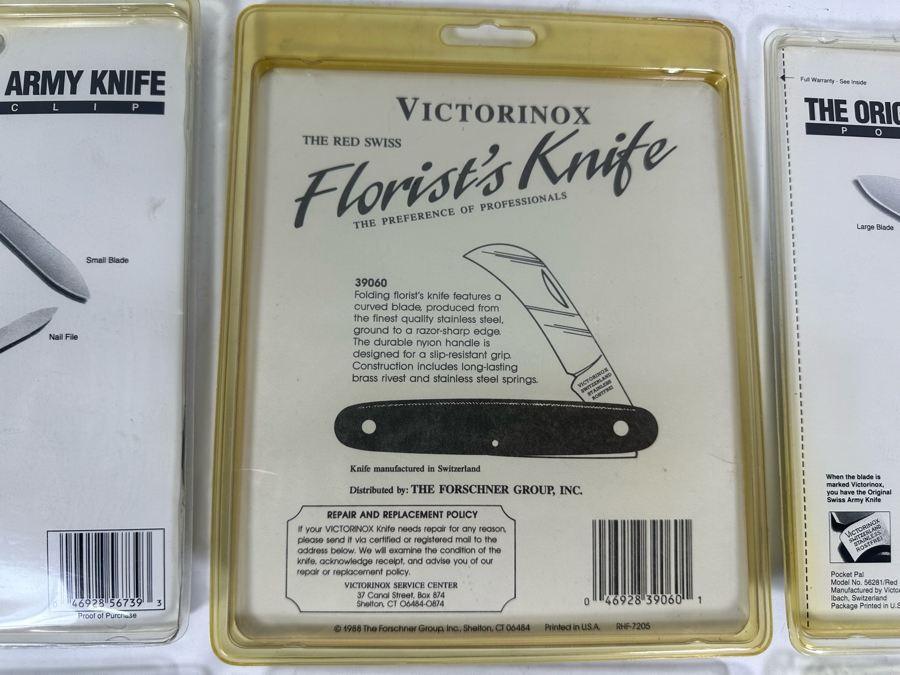 ARMY KNIFE
CLIP
Small Blade
Nail File
0 46928 56739 3
Proof of Purchase
VICTORINOX
THE RED SWISS
Florist's Knife
THE PREFERENCE OF PROFESSIONALS
39060
Folding florist's knife features a
curved blade, produced from
the finest quality stainless steel,
ground to a razor-sharp edge.
The durable nylon handle is
designed for a slip-resistant grip.
Construction includes long-lasting
brass rivest and stainless steel springs.
VICTORINOX
SWITZERLAND
STAINLESS
ROSTFREI
Knife manufactured in Switzerland
Distributed by: THE FORSCHNER GROUP, INC.
REPAIR AND REPLACEMENT POLICY
If your VICTORINOX Knife needs repair for any reason,
please send it via certified or registered mail to the
address below. We will examine the condition of the
knife, acknowledge receipt, and advise you of our
repair or replacement policy.
VICTORINOX SERVICE CENTER
37 Canal Street, Box 874
Shelton, CT 06484-0874
0 46928 39060 1
© 1988 The Forschner Group, Inc., Shelton, CT 06484 Printed in U.S.A. RHF-7205
Full Warranty - See Inside
THE ORIG
PO
Large Blade
When the blade is
marked Victorinox,
you have the Original
Swiss Army Knife
VICTORINOX
SWITZERLAND
STAINLESS
ROSTFREI
Pocket Pal
Model No. 56281/Red
Manufactured by Victo
Ibach, Switzerland
Package Printed in U.S